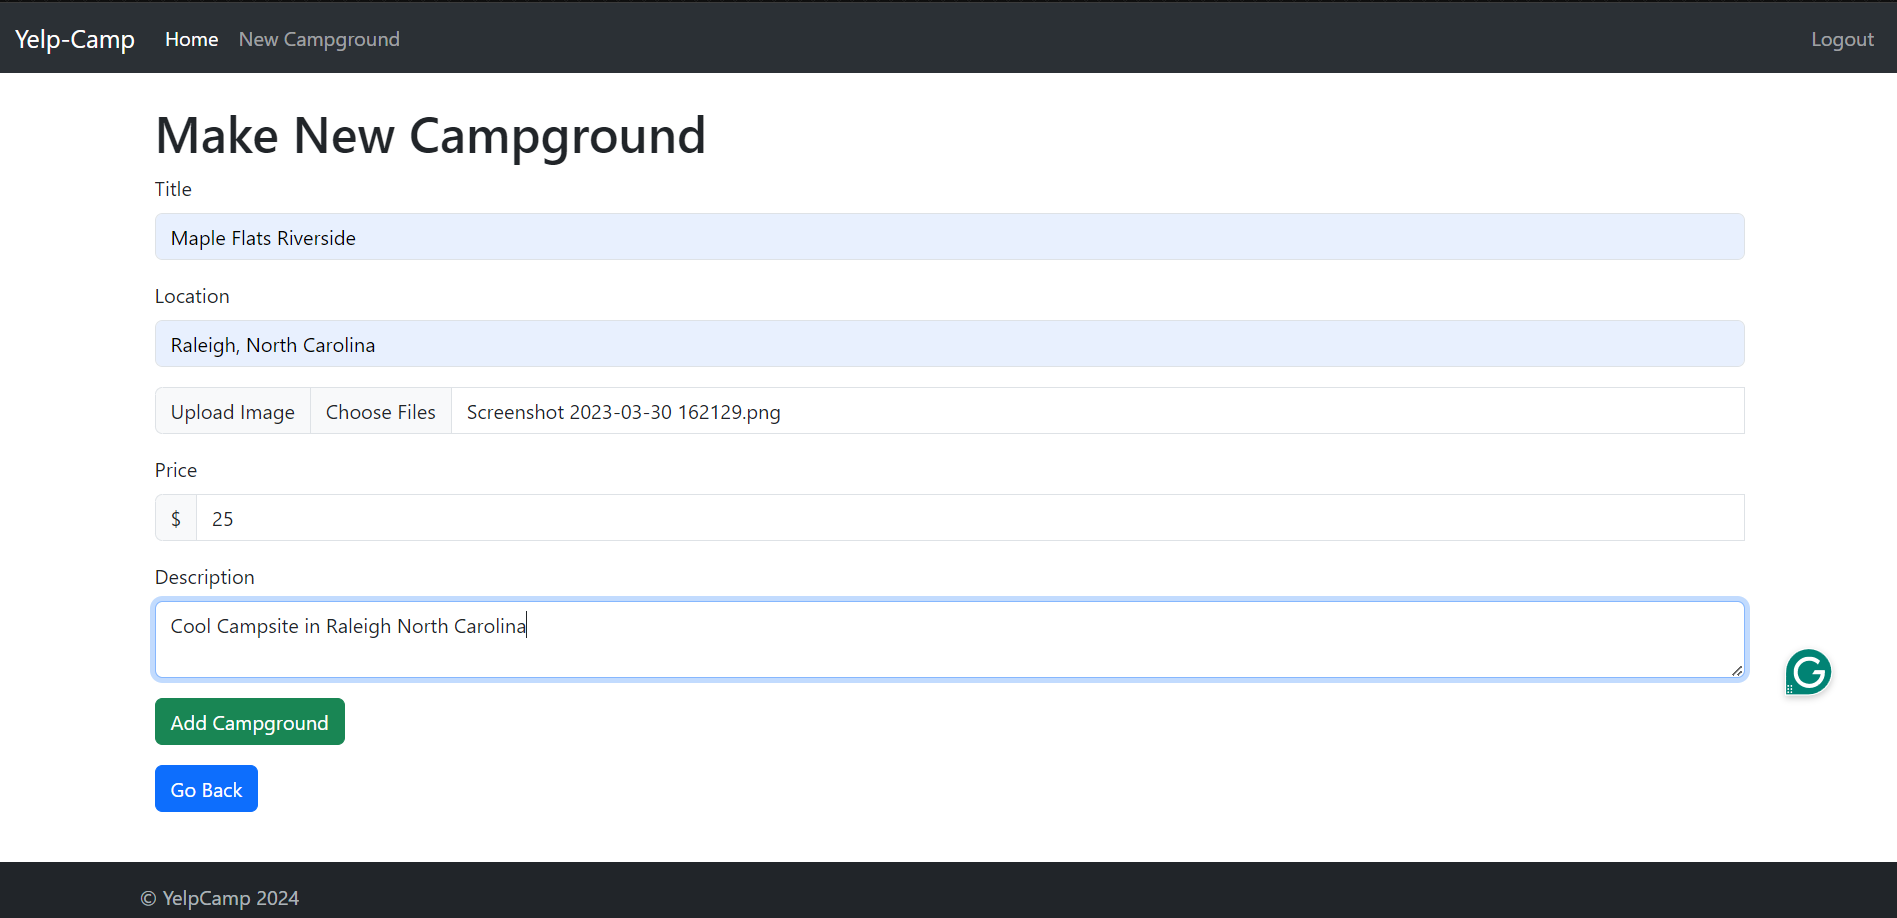 Yelp-Camp Home New Campground Logout
Make New Campground
Title
Maple Flats Riverside
Location
Raleigh, North Carolina
Upload Image Choose Files Screenshot 2023-03-30 162129.png
Price
$ 25
Description
Cool Campsite in Raleigh North Carolina
G
Add Campground
Go Back
© YelpCamp 2024